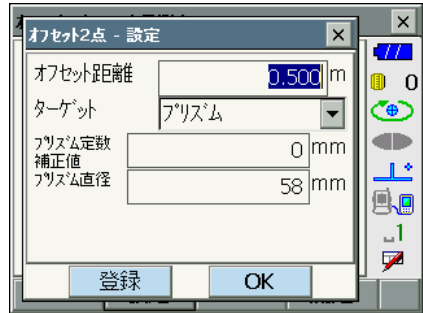 オフセット2点 - 設定
オフセット距離 0.500 m
ターゲット プリズム
プリズム定数
補正値 0 mm
プリズム直径 58 mm
登録 OK
0
1